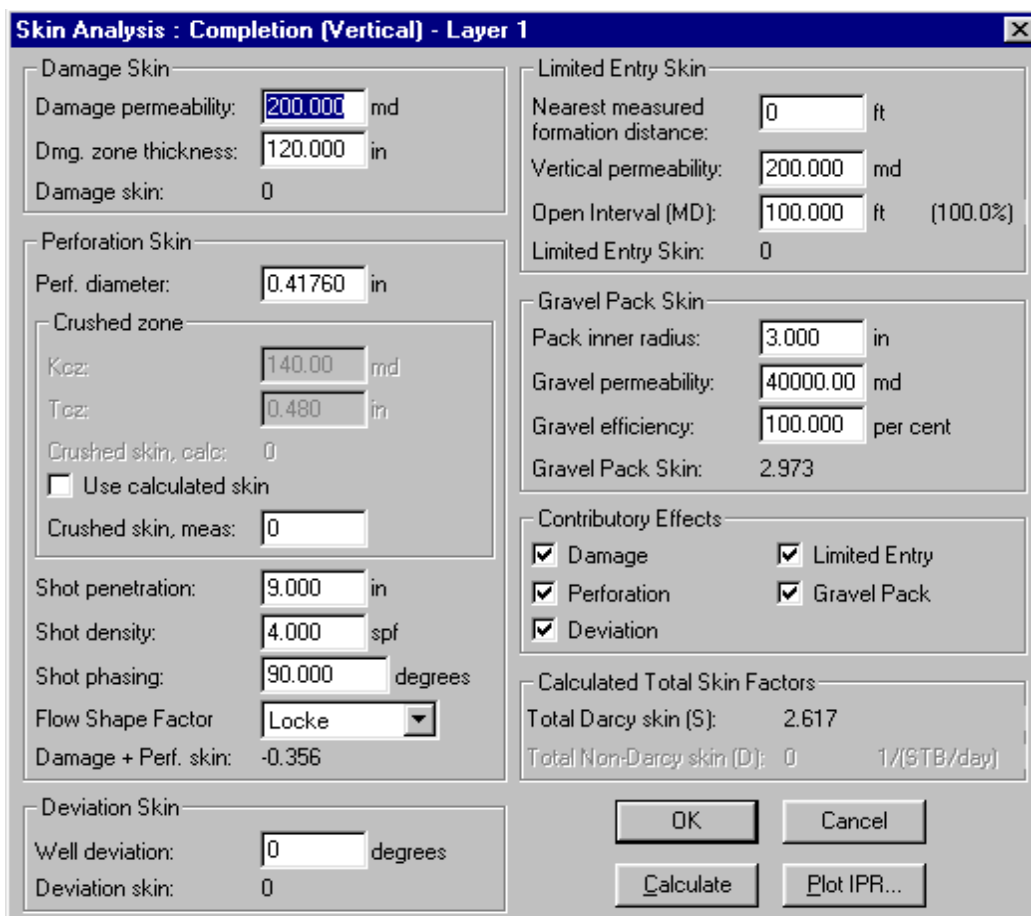 Skin Analysis : Completion (Vertical) - Layer 1
Damage Skin
Damage permeability: 200.000 md
Dmg. zone thickness: 120.000 in
Damage skin: 0
Perforation Skin
Perf. diameter: 0.41760 in
Crushed zone
Kcz: 140.00 md
Tcz: 0.480 in
Crushed skin, calc: 0
Use calculated skin
Crushed skin, meas: 0
Shot penetration: 9.000 in
Shot density: 4.000 spf
Shot phasing: 90.000 degrees
Flow Shape Factor Locke
Damage + Perf. skin: -0.356
Deviation Skin
Well deviation: 0 degrees
Deviation skin: 0
Limited Entry Skin
Nearest measured
formation distance: 0 ft
Vertical permeability: 200.000 md
Open Interval (MD): 100.000 ft (100.0%)
Limited Entry Skin: 0
Gravel Pack Skin
Pack inner radius: 3.000 in
Gravel permeability: 40000.00 md
Gravel efficiency: 100.000 per cent
Gravel Pack Skin: 2.973
Contributory Effects
Damage Limited Entry
Perforation Gravel Pack
Deviation
Calculated Total Skin Factors
Total Darcy skin (S): 2.617
Total Non-Darcy skin (D): 0 1/(STB/day)
OK Cancel
Calculate Plot IPR...